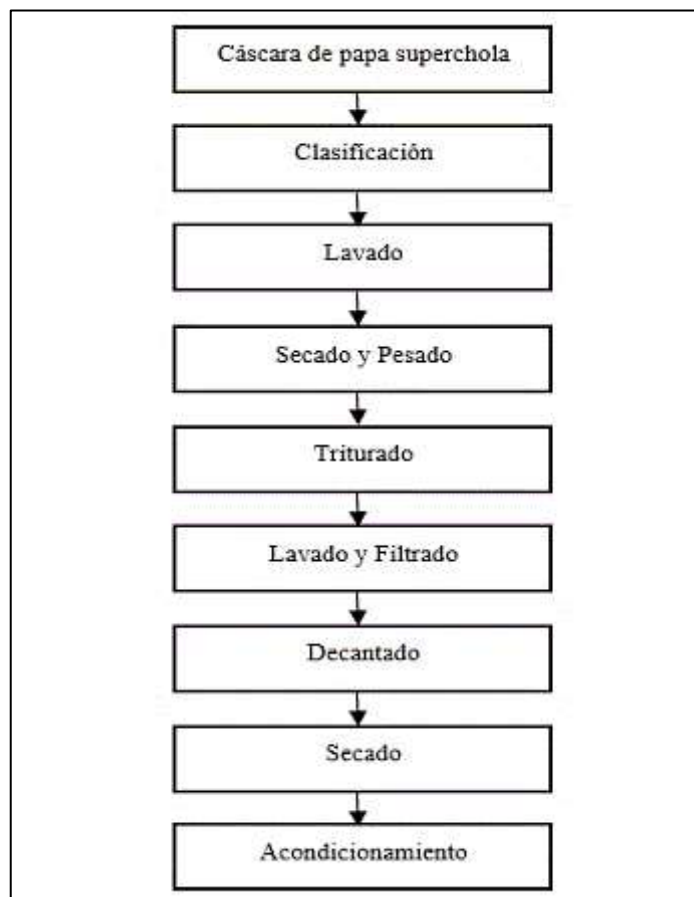 Cáscara de papa superchola
Clasificación
Lavado
Secado y Pesado
Triturado
Lavado y Filtrado
Decantado
Secado
Acondicionamiento